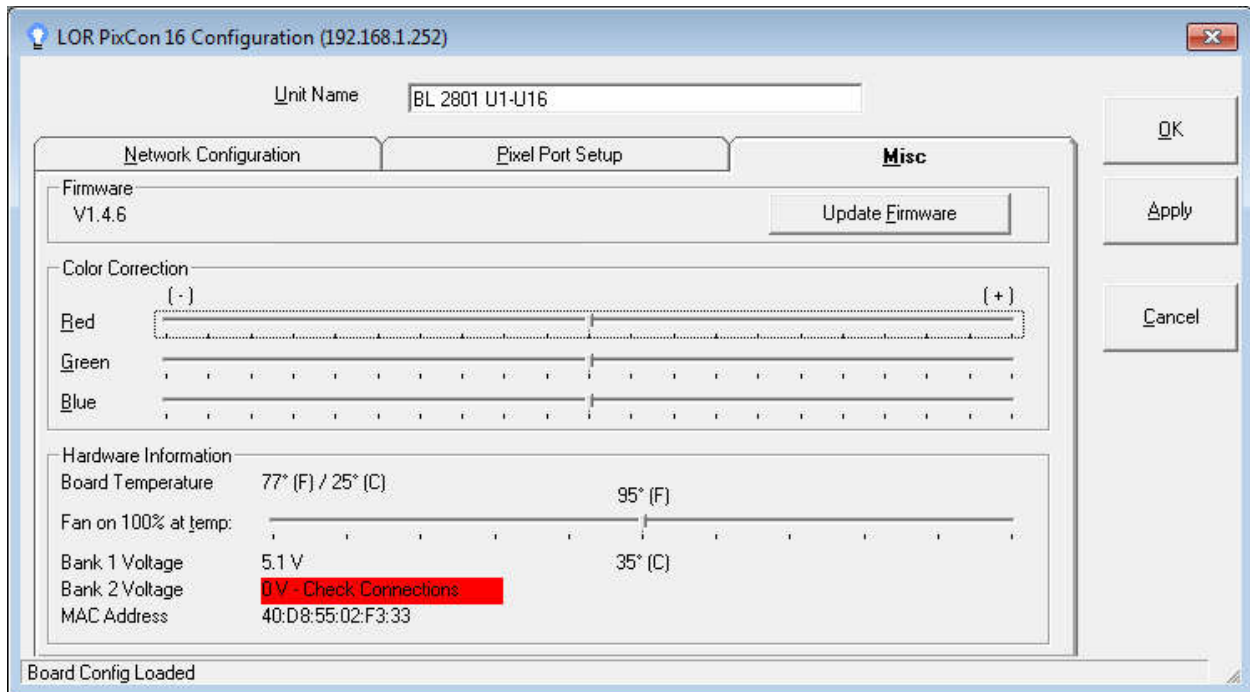 LOR PixCon 16 Configuration (192.168.1.252)
Unit Name BL 2801 U1-U16
OK
Network Configuration Pixel Port Setup Misc
Firmware
V1.4.6 Update Firmware
Apply
Color Correction
(-) (+)
Red
Cancel
Green
Blue
Hardware Information
Board Temperature 77° (F) / 25° (C)
95° (F)
Fan on 100% at temp:
Bank 1 Voltage 5.1 V 35° (C)
Bank 2 Voltage 0 V - Check Connections
MAC Address 40:D8:55:02:F3:33
Board Config Loaded